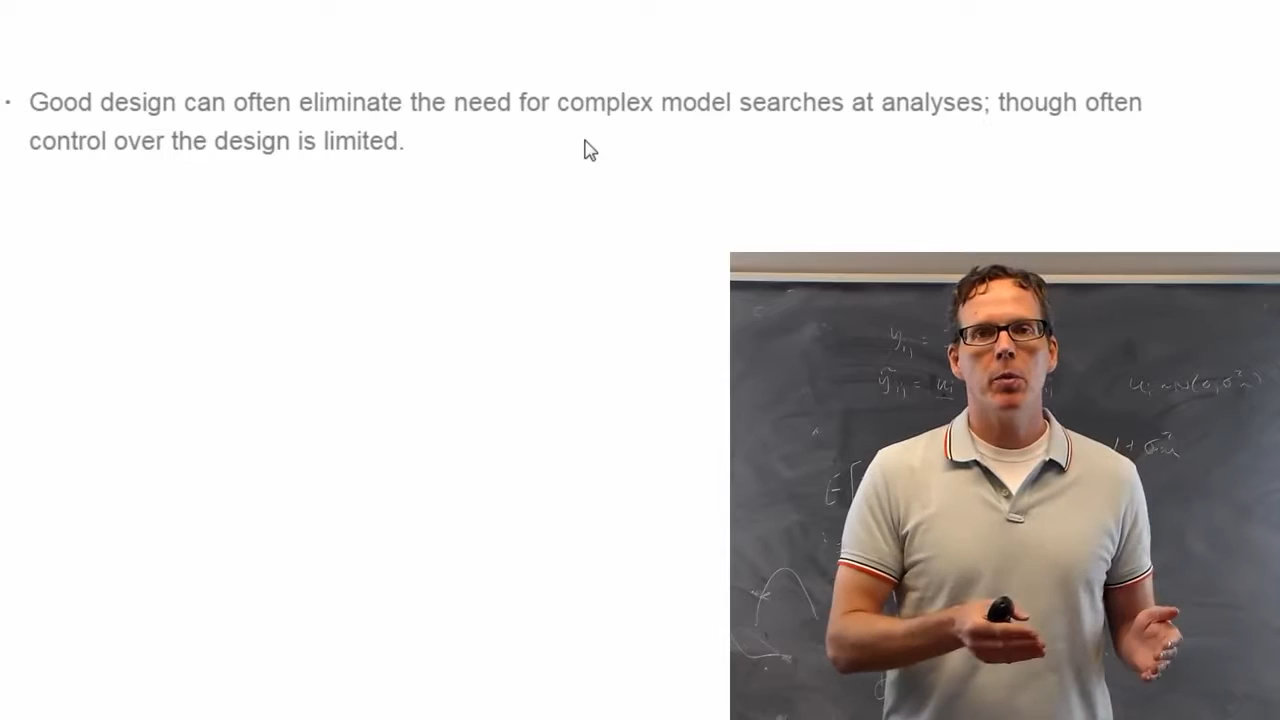 · Good design can often eliminate the need for complex model searches at analyses; though often
control over the design is limited.